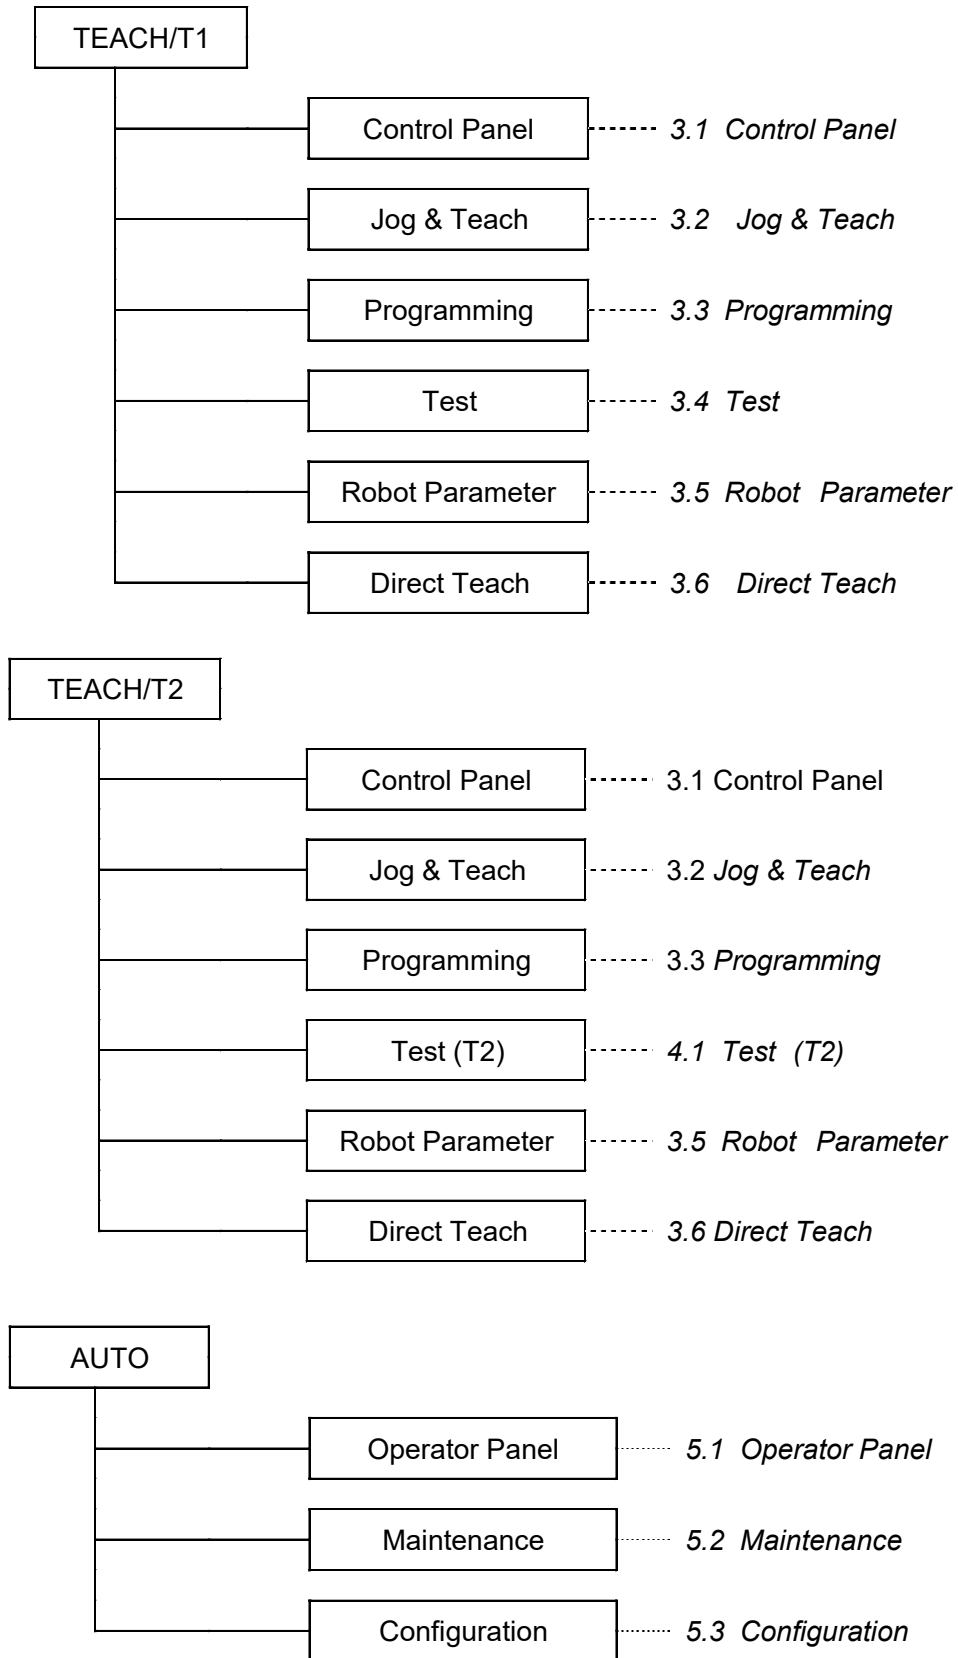 TEACH/T1
Control Panel 3.1 Control Panel
Jog & Teach 3.2 Jog & Teach
Programming 3.3 Programming
Test 3.4 Test
Robot Parameter 3.5 Robot Parameter
Direct Teach 3.6 Direct Teach
TEACH/T2
Control Panel 3.1 Control Panel
Jog & Teach 3.2 Jog & Teach
Programming 3.3 Programming
Test (T2) 4.1 Test (T2)
Robot Parameter 3.5 Robot Parameter
Direct Teach 3.6 Direct Teach
AUTO
Operator Panel 5.1 Operator Panel
Maintenance 5.2 Maintenance
Configuration 5.3 Configuration